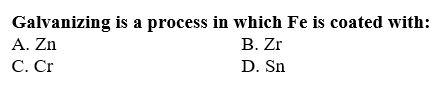 Galvanizing is a process in which Fe is coated with:
A. Zn B. Zr
C. Cr D. Sn